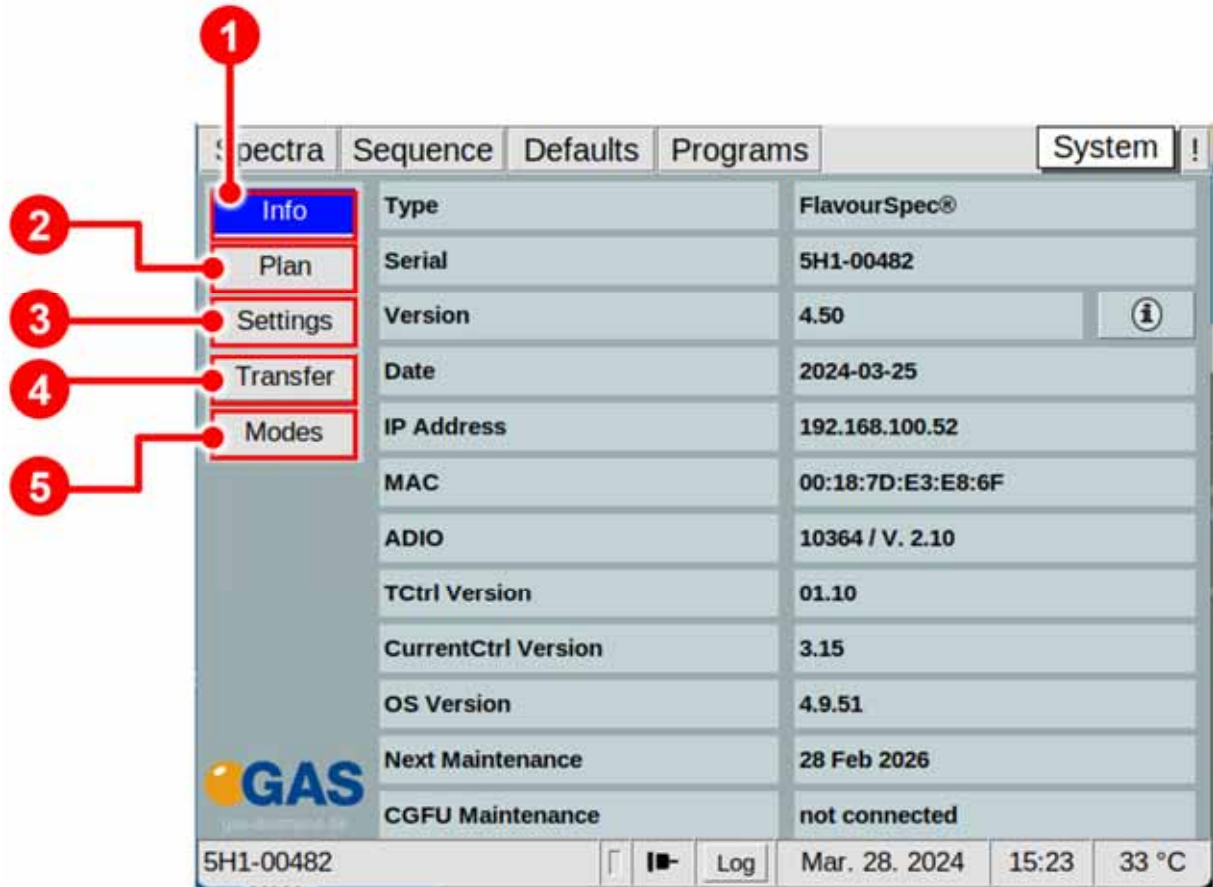 1
Spectra Sequence Defaults Programs System !
2
3
4
5
Info
Plan
Settings
Transfer
Modes
Type FlavourSpec®
Serial 5H1-00482
Version 4.50 i
Date 2024-03-25
IP Address 192.168.100.52
MAC 00:18:7D:E3:E8:6F
ADIO 10364 / V. 2.10
TCtrl Version 01.10
CurrentCtrl Version 3.15
OS Version 4.9.51
Next Maintenance 28 Feb 2026
CGFU Maintenance not connected
GAS
5H1-00482 Log Mar. 28. 2024 15:23 33 °C